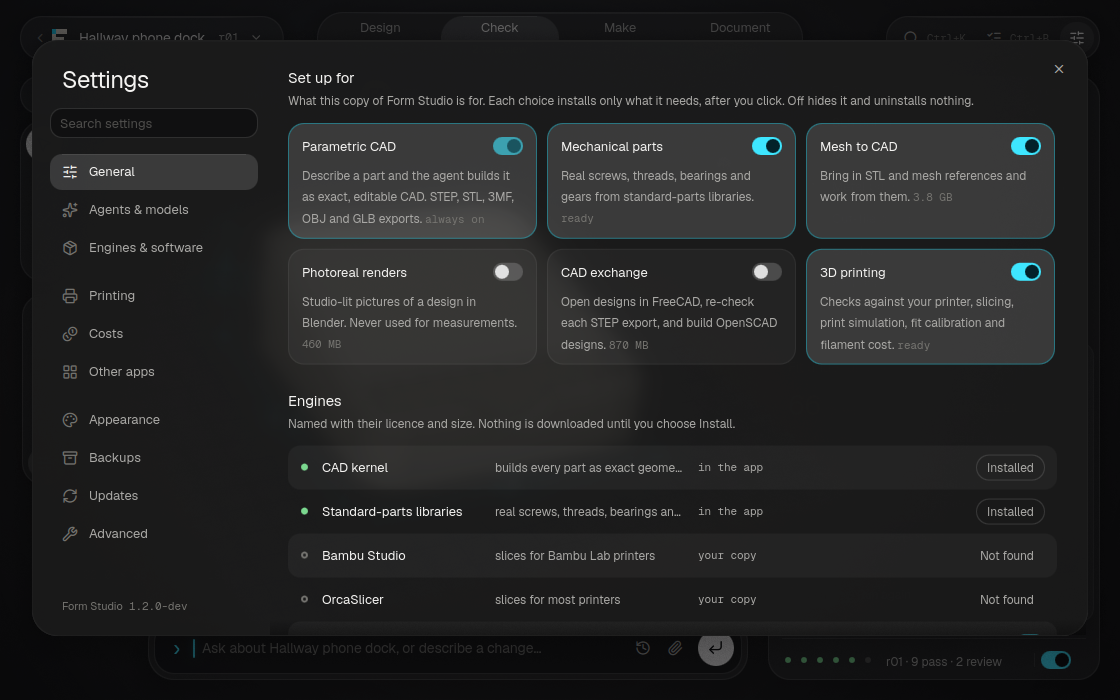 Design
Check
Make
Document
Hallway phone dock r01
Ctrl+K
Settings
Search settings
General
Agents & models
Engines & software
Printing
Costs
Other apps
Appearance
Backups
Updates
Advanced
Form Studio 1.2.0-dev
Set up for
What this copy of Form Studio is for. Each choice installs only what it needs, after you click. Off hides it and uninstalls nothing.
Parametric CAD
Describe a part and the agent builds it
as exact, editable CAD. STEP, STL, 3MF,
OBJ and GLB exports. always on
Mechanical parts
Real screws, threads, bearings and
gears from standard-parts libraries.
ready
Mesh to CAD
Bring in STL and mesh references and
work from them. 3.8 GB
Photoreal renders
Studio-lit pictures of a design in
Blender. Never used for measurements.
460 MB
CAD exchange
Open designs in FreeCAD, re-check
each STEP export, and build OpenSCAD
designs. 870 MB
3D printing
Checks against your printer, slicing,
print simulation, fit calibration and
filament cost. ready
Engines
Named with their licence and size. Nothing is downloaded until you choose Install.
CAD kernel builds every part as exact geome… in the app Installed
Standard-parts libraries real screws, threads, bearings an… in the app Installed
Bambu Studio slices for Bambu Lab printers your copy Not found
OrcaSlicer slices for most printers your copy Not found
Ask about Hallway phone dock, or describe a change…
r01 · 9 pass · 2 review